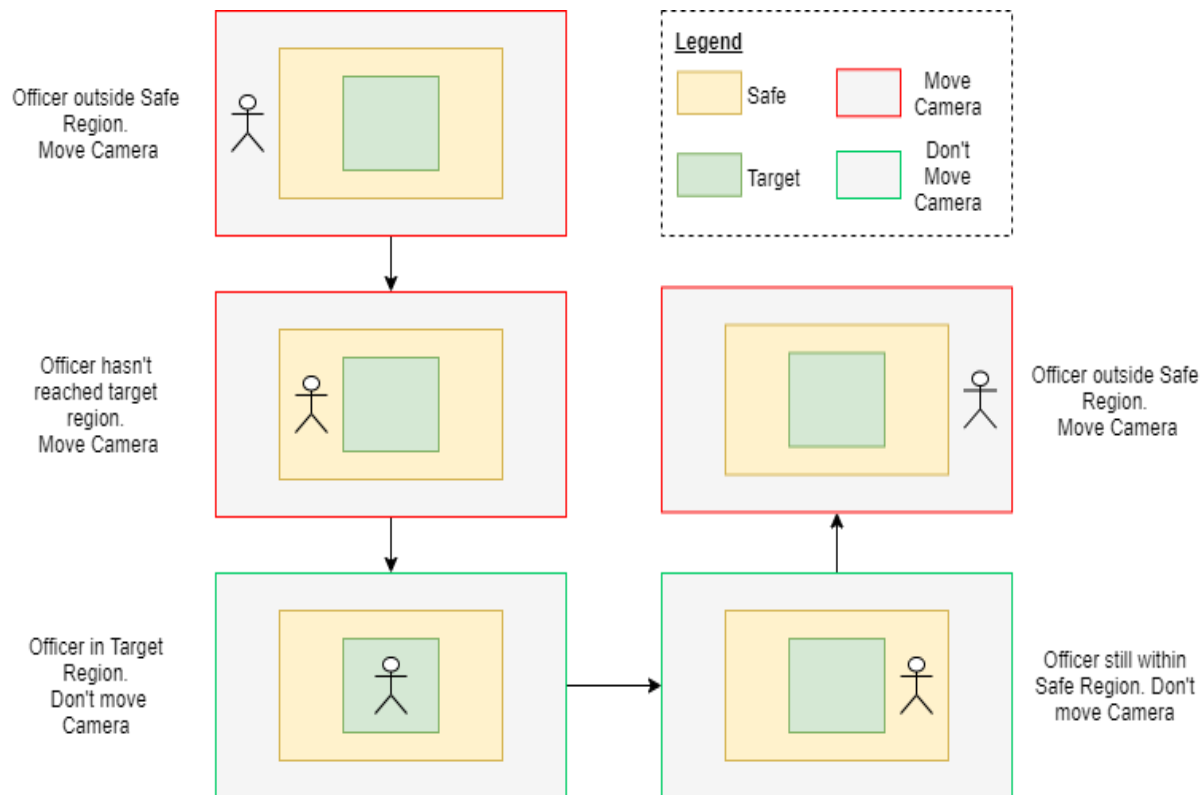 Officer outside Safe
Region.
Move Camera
Legend
Safe
Move
Camera
Target
Don't
Move
Camera
Officer hasn't
reached target
region.
Move Camera
Officer outside Safe
Region.
Move Camera
Officer in Target
Region.
Don't move
Camera
Officer still within
Safe Region. Don't
move Camera